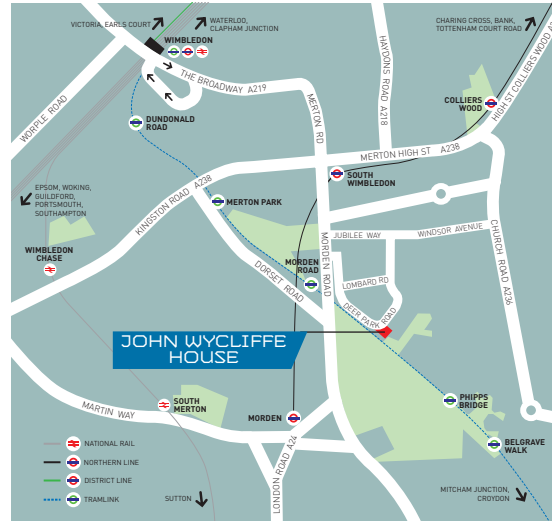 VICTORIA, EARLS COURT
WATERLOO,
CLAPHAM JUNCTION
CHARING CROSS, BANK,
TOTTENHAM COURT ROAD
WIMBLEDON
THE BROADWAY A219
WORPLE ROAD
DUNDONALD
ROAD
MERTON RD
HAYDONS ROAD A218
COLLIERS
WOOD
HIGH ST COLLIERS WOOD A2
MERTON HIGH ST A238
SOUTH
WIMBLEDON
EPSOM, WOKING,
GUILDFORD,
PORTSMOUTH,
SOUTHAMPTON
KINGSTON ROAD A238
MERTON PARK
WIMBLEDON
CHASE
JUBILEE WAY
WINDSOR AVENUE
CHURCH ROAD A236
MORDEN
ROAD
MORDEN ROAD
DORSET ROAD
LOMBARD RD
DEER PARK ROAD
JOHN WYCLIFFE
HOUSE
MARTIN WAY
SOUTH
MERTON
MORDEN
PHIPPS
BRIDGE
BELGRAVE
WALK
LONDON ROAD A24
NATIONAL RAIL
NORTHERN LINE
DISTRICT LINE
TRAMLINK
SUTTON
MITCHAM JUNCTION,
CROYDON